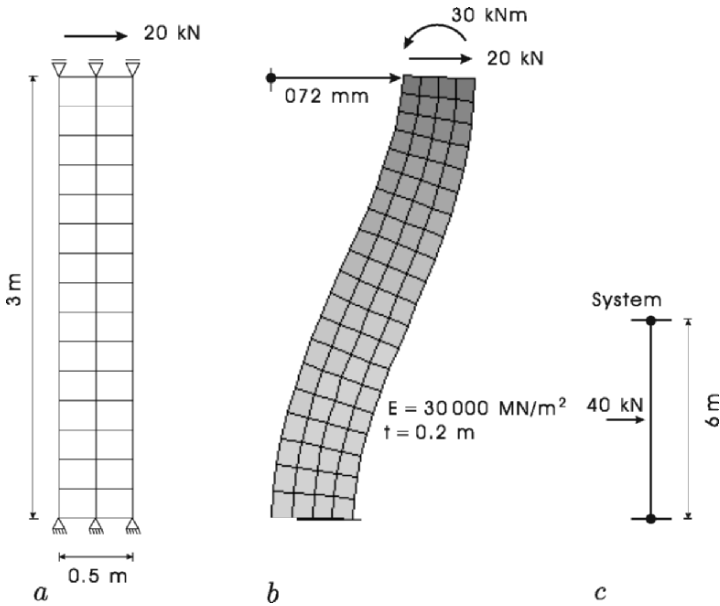 20 kN
3 m
0.5 m
a
30 kNm
20 kN
072 mm
E = 30 000 MN/m²
t = 0.2 m
b
System
40 kN
6 m
c